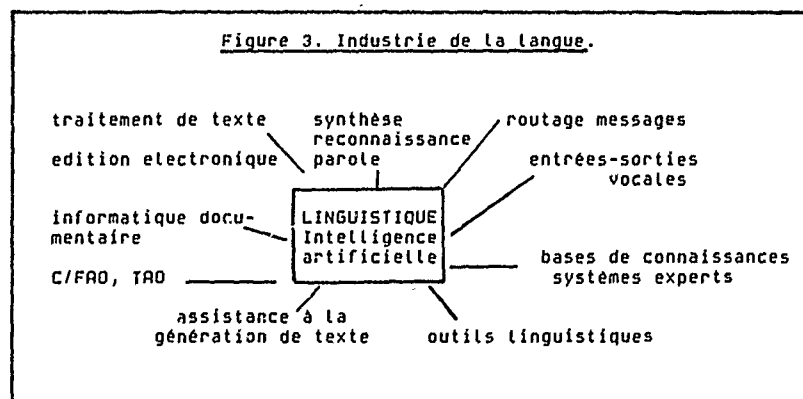 Figure 3. Industrie de la langue.
traitement de texte
edition electronique
synthèse
reconnaissance
parole
routage messages
entrées-sorties
vocales
informatique docu-
mentaire
LINGUISTIQUE
Intelligence
artificielle
C/FAO, TAO
bases de connaissances
systèmes experts
assistance à la
génération de texte
outils linguistiques